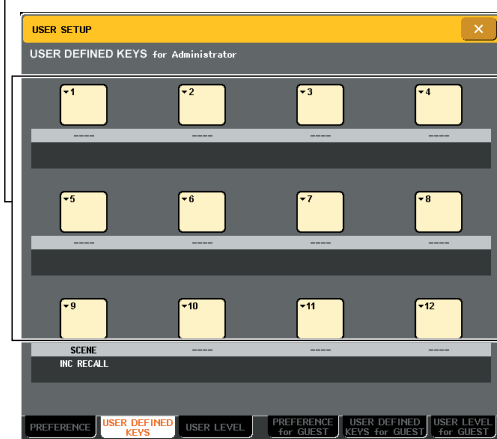 USER SETUP
×
USER DEFINED KEYS for Administrator
1 2 3 4
---- ---- ---- ----
5 6 7 8
---- ---- ---- ----
9 10 11 12
SCENE ---- ---- ----
INC RECALL
PREFERENCE
USER DEFINED
KEYS
USER LEVEL
PREFERENCE
for GUEST
USER DEFINED
KEYS for GUEST
USER LEVEL
for GUEST